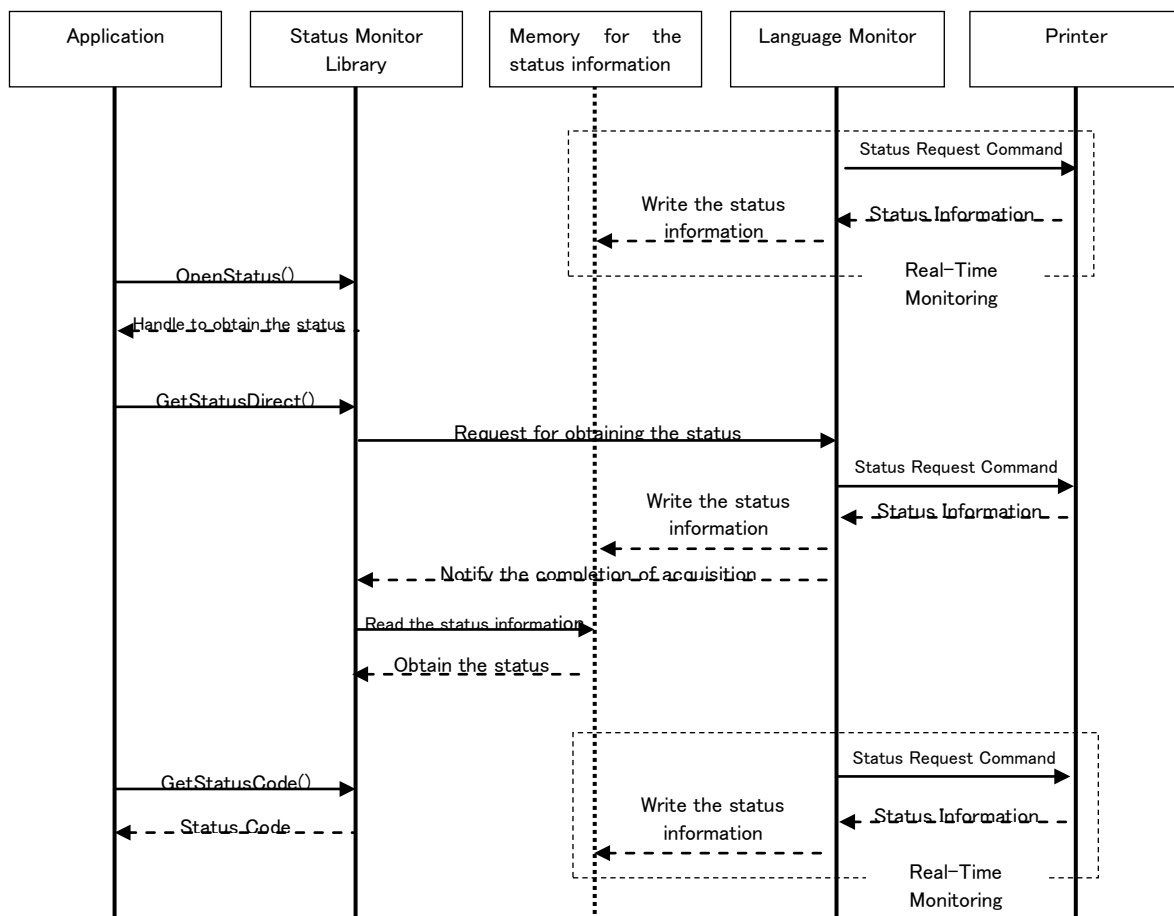 Application
Status Monitor
Library
Memory for the
status information
Language Monitor
Printer
Status Request Command
Write the status
information
Status Information
OpenStatus()
Real-Time
Monitoring
Handle to obtain the status
GetStatusDirect()
Request for obtaining the status
Status Request Command
Write the status
information
Status Information
Notify the completion of acquisition
Read the status information
Obtain the status
Status Request Command
GetStatusCode()
Write the status
information
Status Information
Status Code
Real-Time
Monitoring